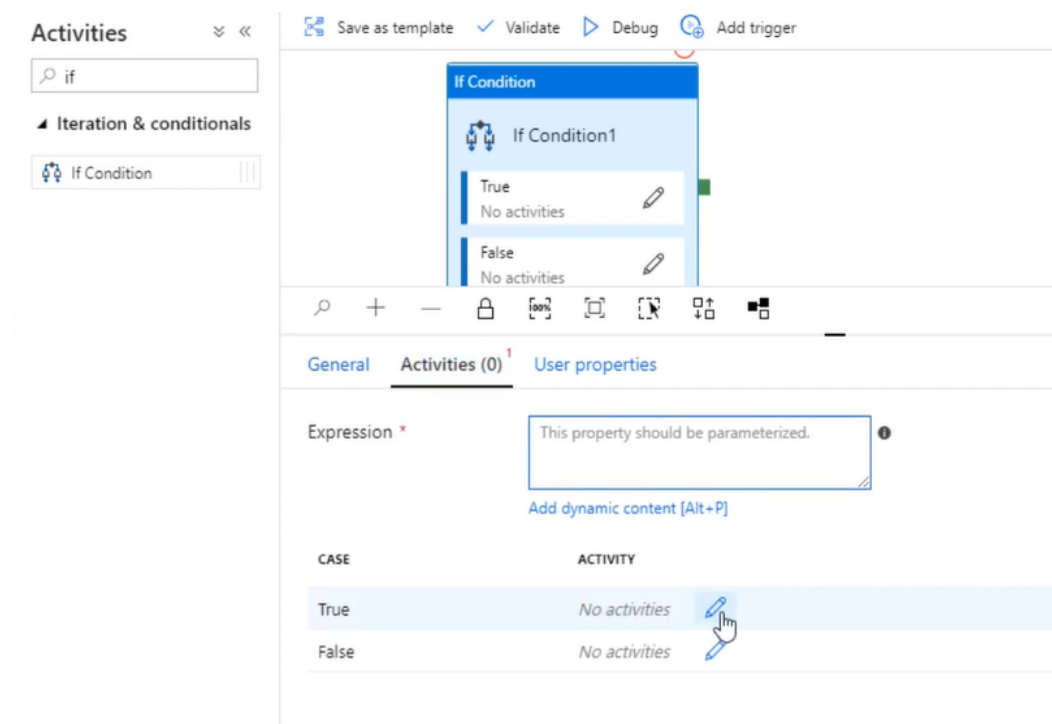 Activities
if
Iteration & conditionals
If Condition
Save as template Validate Debug Add trigger
If Condition
If Condition1
True
No activities
False
No activities
100%
General Activities (0) 1 User properties
Expression *
This property should be parameterized.
Add dynamic content [Alt+P]
CASE ACTIVITY
True No activities
False No activities